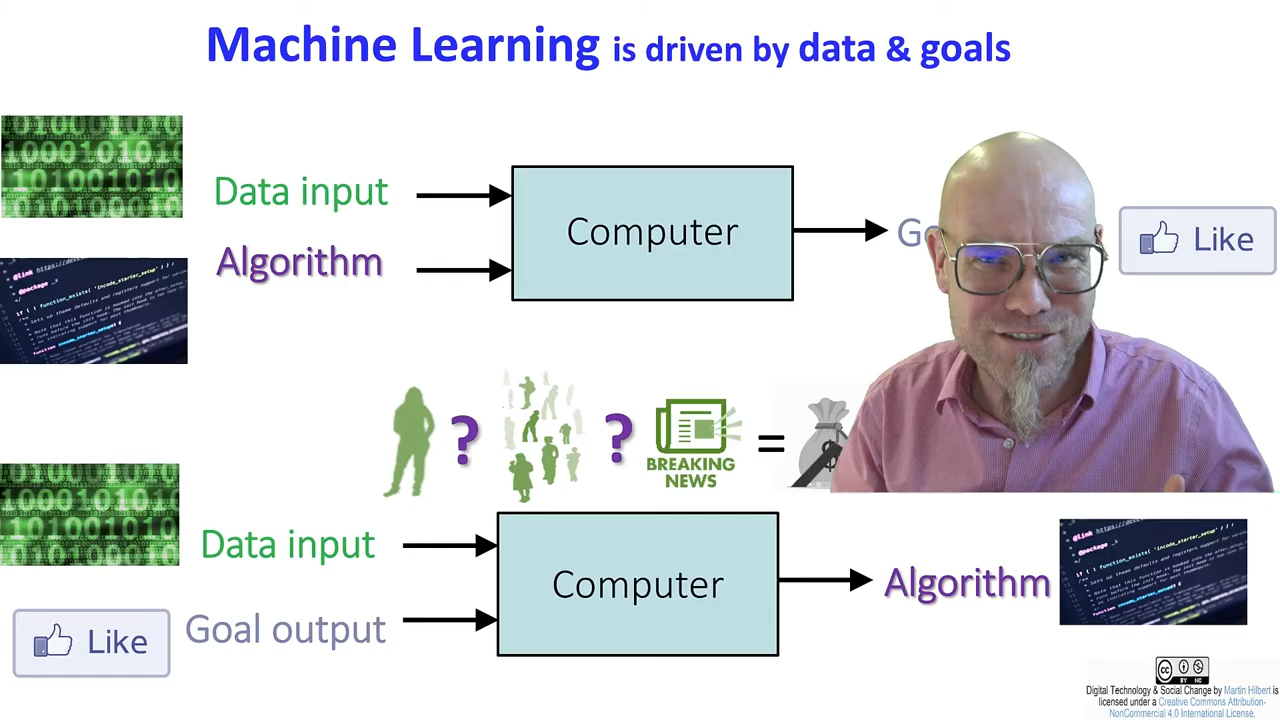 Machine Learning is driven by data & goals
Data input
Algorithm
Computer
Like
? ? BREAKING =
NEWS
Data input
Goal output
Like
Computer
Algorithm
Digital Technology & Social Change by Martin Hilbert is
licensed under a Creative Commons Attribution-
NonCommercial 4.0 International License.